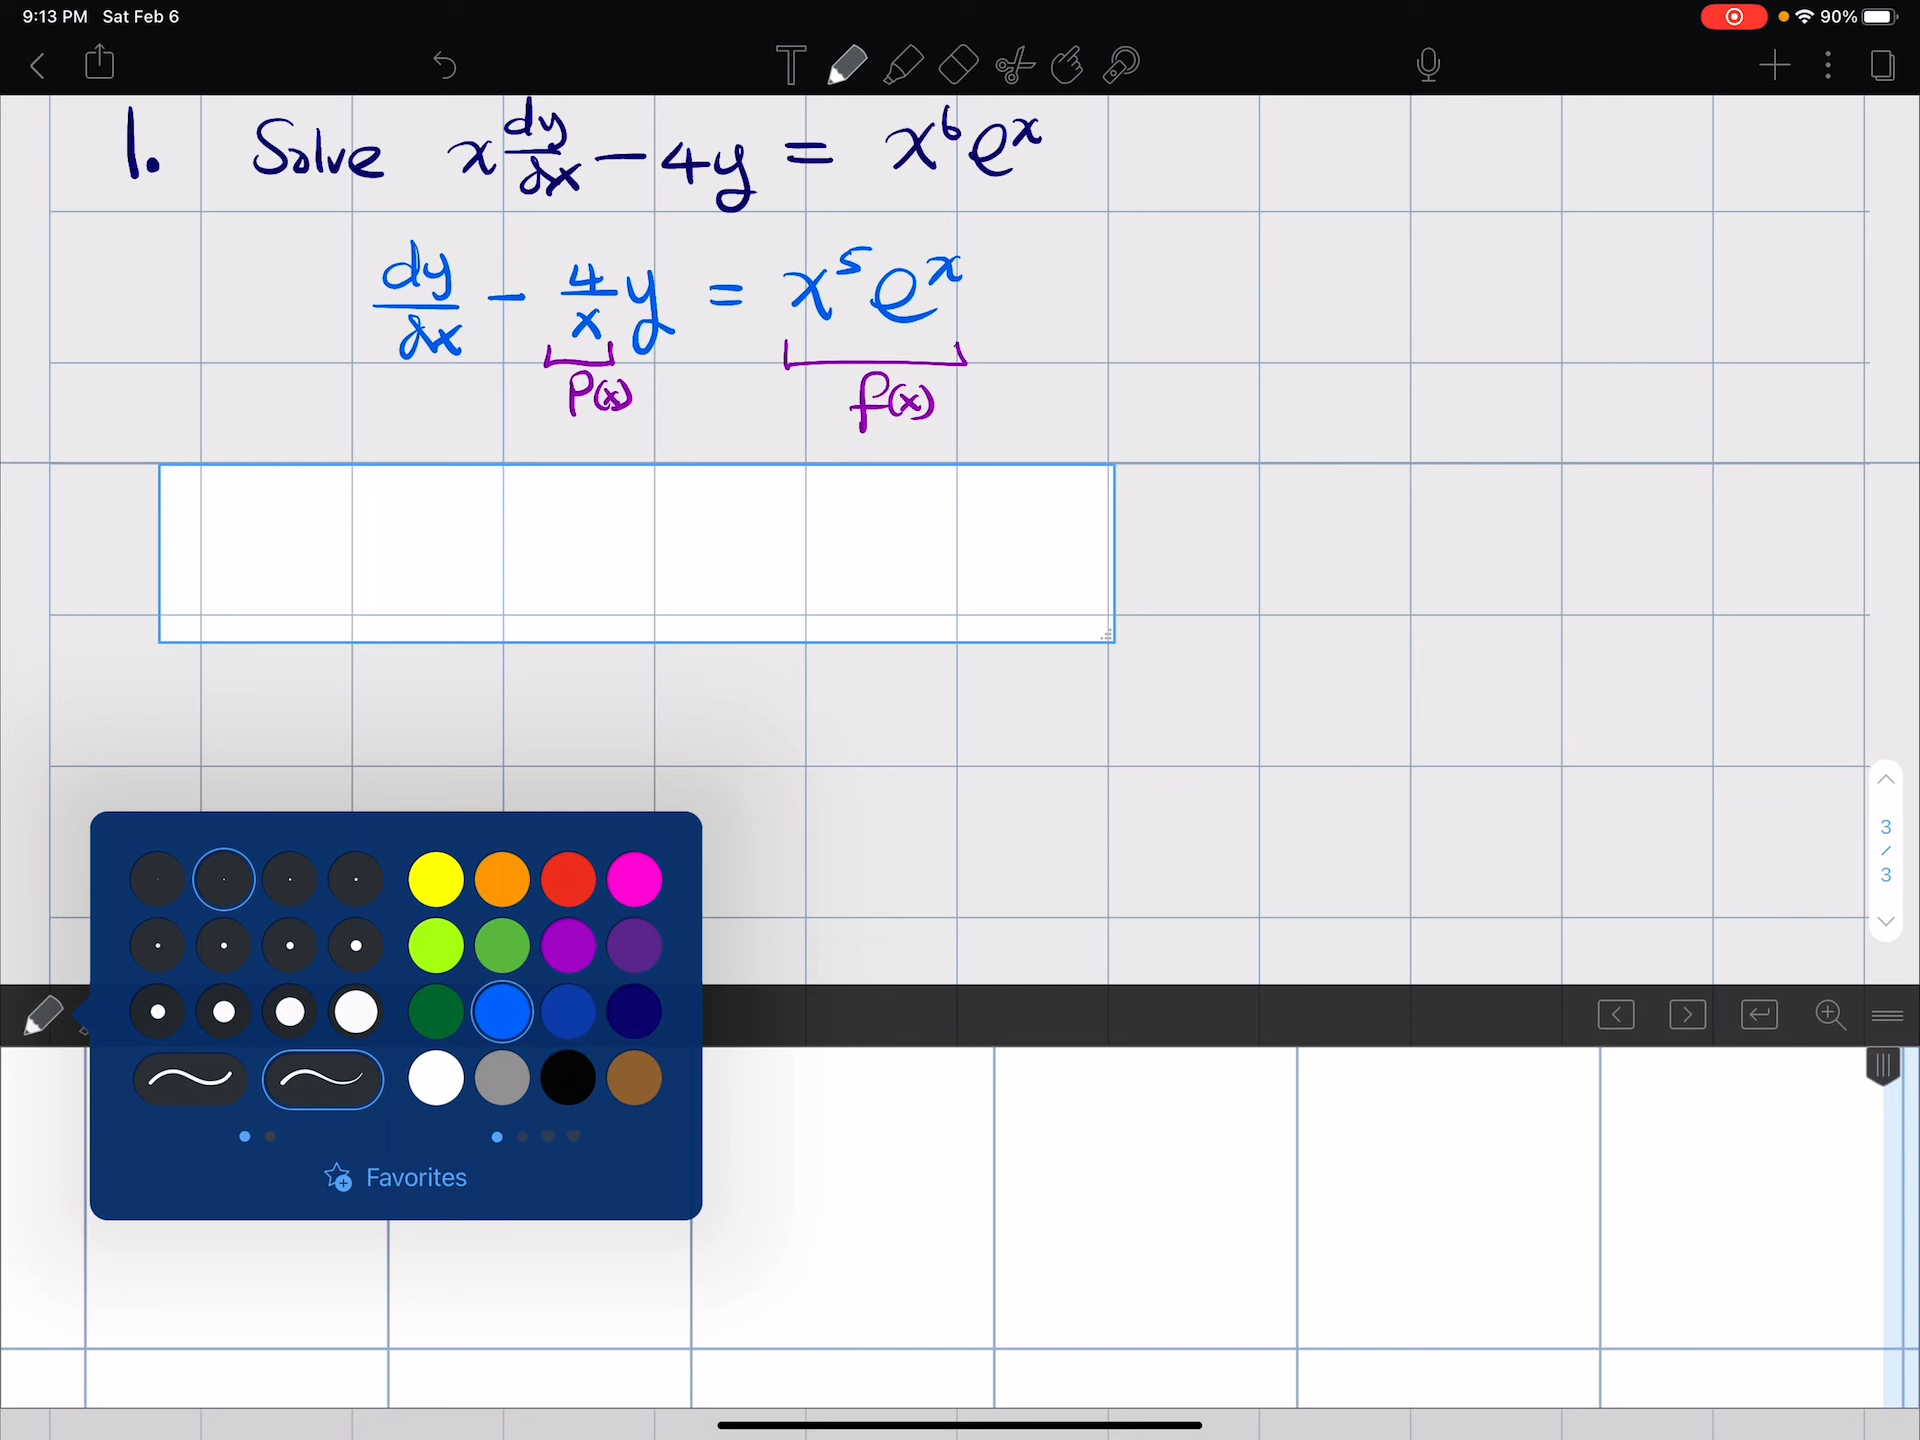 9:13 PM Sat Feb 6 90%
1. Solve x dy/dx − 4y = x⁶eˣ
dy/dx − 4/x y = x⁵eˣ
P(x) f(x)
3
/
3
Favorites